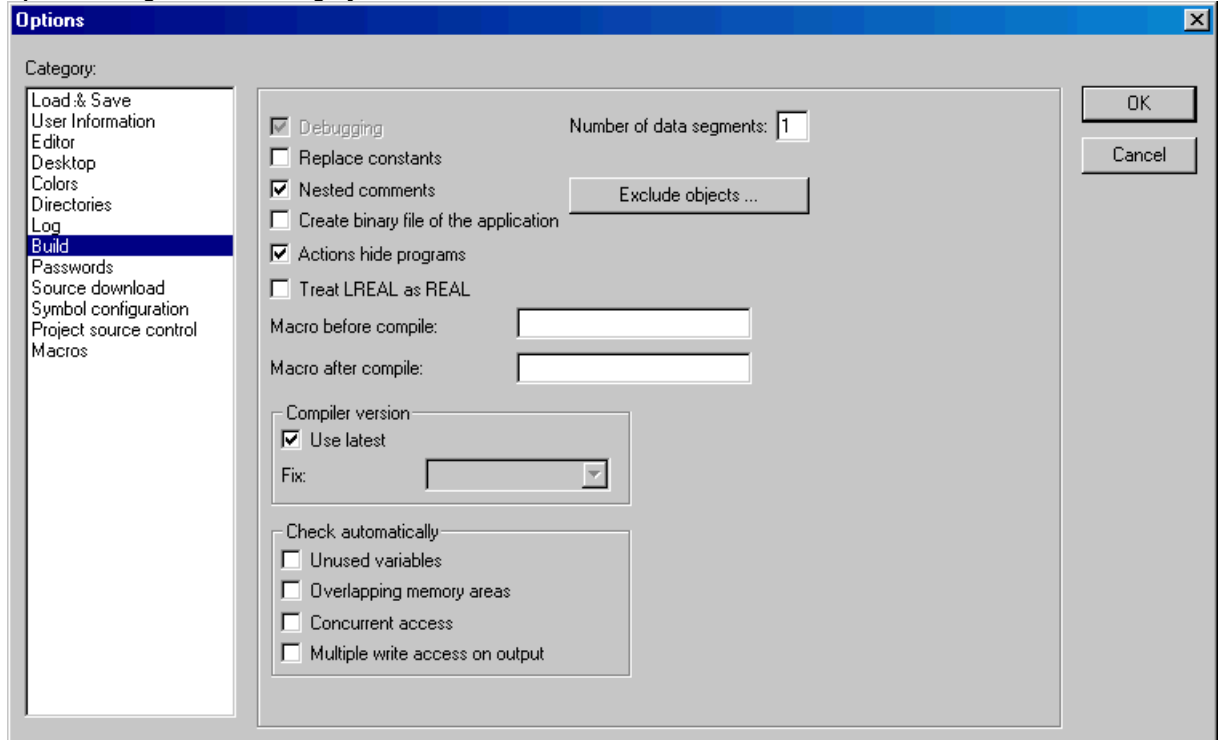 Options
Category:
Load & Save
User Information
Editor
Desktop
Colors
Directories
Log
Build
Passwords
Source download
Symbol configuration
Project source control
Macros
Debugging
Number of data segments: 1
Replace constants
Nested comments
Exclude objects ...
Create binary file of the application
Actions hide programs
Treat LREAL as REAL
Macro before compile:
Macro after compile:
Compiler version
Use latest
Fix:
Check automatically
Unused variables
Overlapping memory areas
Concurrent access
Multiple write access on output
OK
Cancel